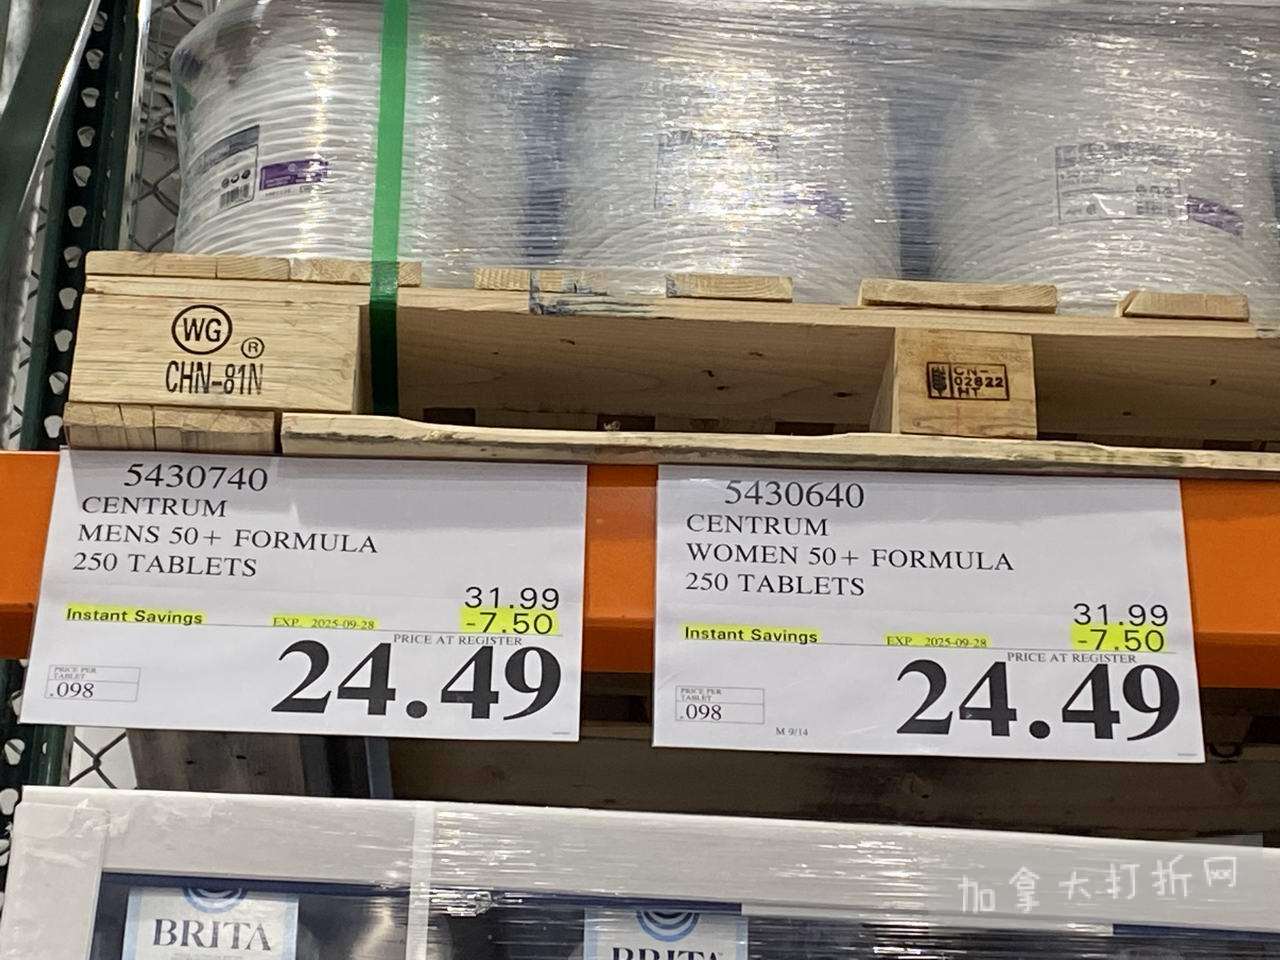 WG
®
CHN-81N
CN-
02822
HT
5430740
CENTRUM
MENS 50+ FORMULA
250 TABLETS
31.99
Instant Savings EXP 2025-09-28 -7.50
PRICE AT REGISTER
PRICE PER
TABLET
.098
24.49
5430640
CENTRUM
WOMEN 50+ FORMULA
250 TABLETS
31.99
Instant Savings EXP 2025-09-28 -7.50
PRICE AT REGISTER
PRICE PER
TABLET
.098
24.49
M 9/14
加拿大打折网
BRITA
BRITA